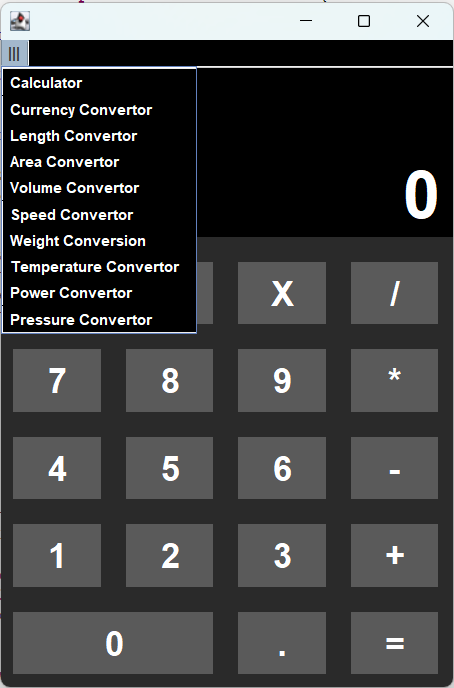 |||
Calculator
Currency Convertor
Length Convertor
Area Convertor
Volume Convertor
Speed Convertor
Weight Conversion
Temperature Convertor
Power Convertor
Pressure Convertor
0
X /
7 8 9 *
4 5 6 -
1 2 3 +
0 . =